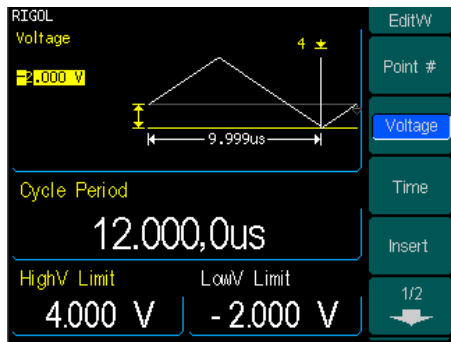 RIGOL
EditW
Voltage
4
Point #
-2.000 V
Voltage
9.999us
Cycle Period
Time
12.000,0us
Insert
HighV Limit
LowV Limit
1/2
4.000 V
- 2.000 V